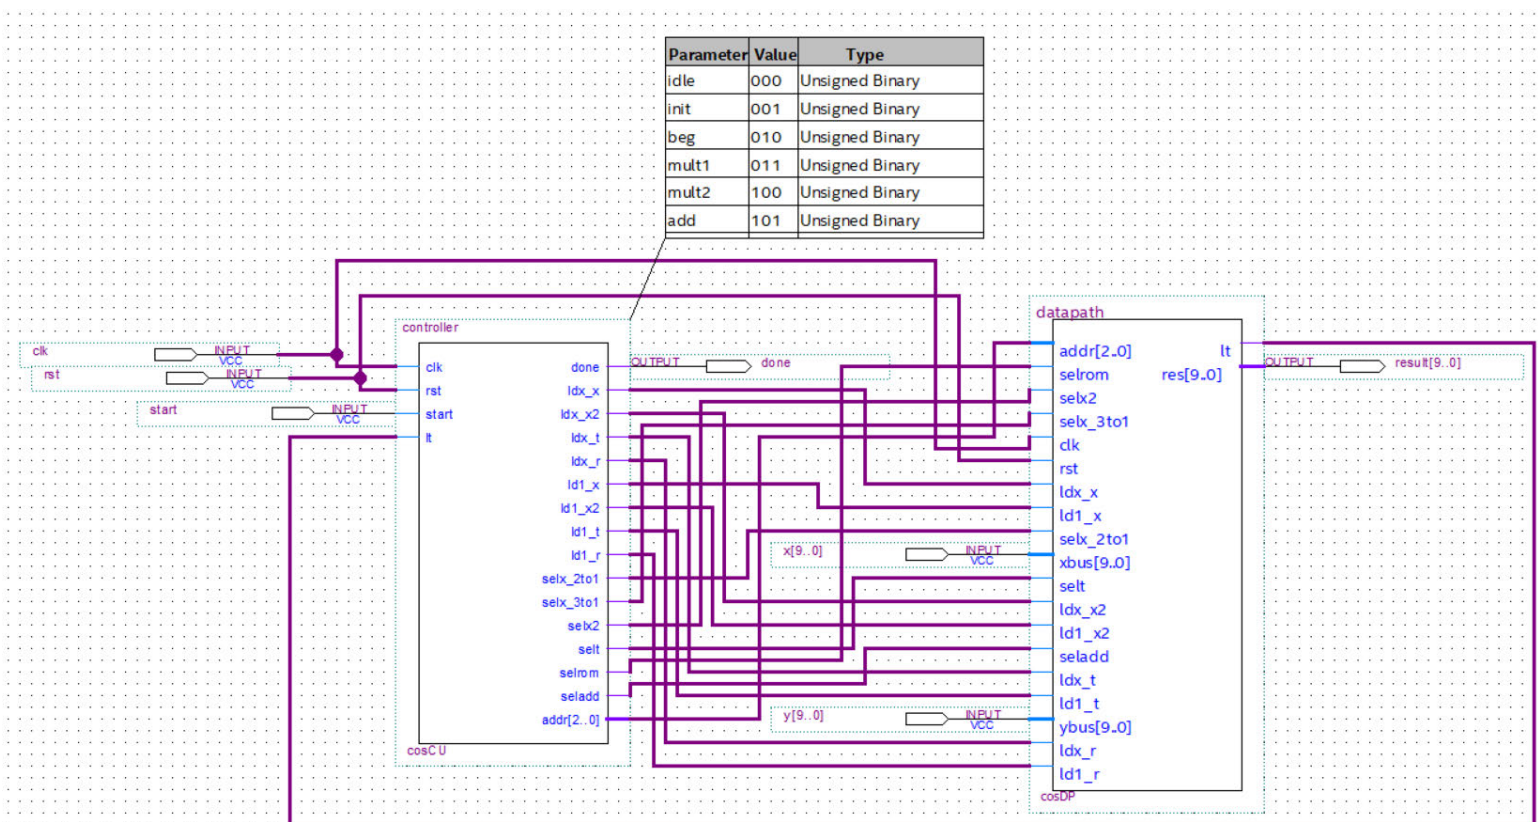 Parameter Value Type
idle 000 Unsigned Binary
init 001 Unsigned Binary
beg 010 Unsigned Binary
mult1 011 Unsigned Binary
mult2 100 Unsigned Binary
add 101 Unsigned Binary
clk INPUT VCC
rst INPUT VCC
start INPUT VCC
controller
clk
rst
start
lt
done
ldx_x
ldx_x2
ldx_t
ldx_r
ld1_x
ld1_x2
ld1_t
ld1_r
selx_2to1
selx_3to1
selx2
selt
selrom
seladd
addr[2..0]
cosCU
OUTPUT done
x[9..0] INPUT VCC
y[9..0] INPUT VCC
datapath
addr[2..0]
selrom
selx2
selx_3to1
clk
rst
ldx_x
ld1_x
selx_2to1
xbus[9..0]
selt
ldx_x2
ld1_x2
seladd
ldx_t
ld1_t
ybus[9..0]
ldx_r
ld1_r
lt
res[9..0]
cosDP
OUTPUT result[9..0]